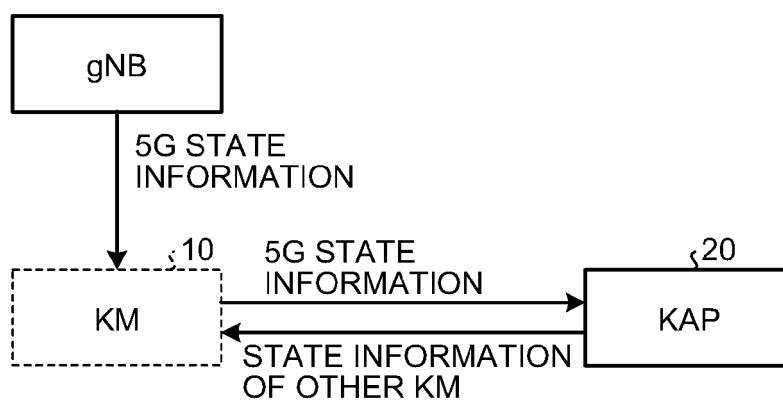 gNB
5G STATE
INFORMATION
10
5G STATE
INFORMATION
20
KM
KAP
STATE INFORMATION
OF OTHER KM